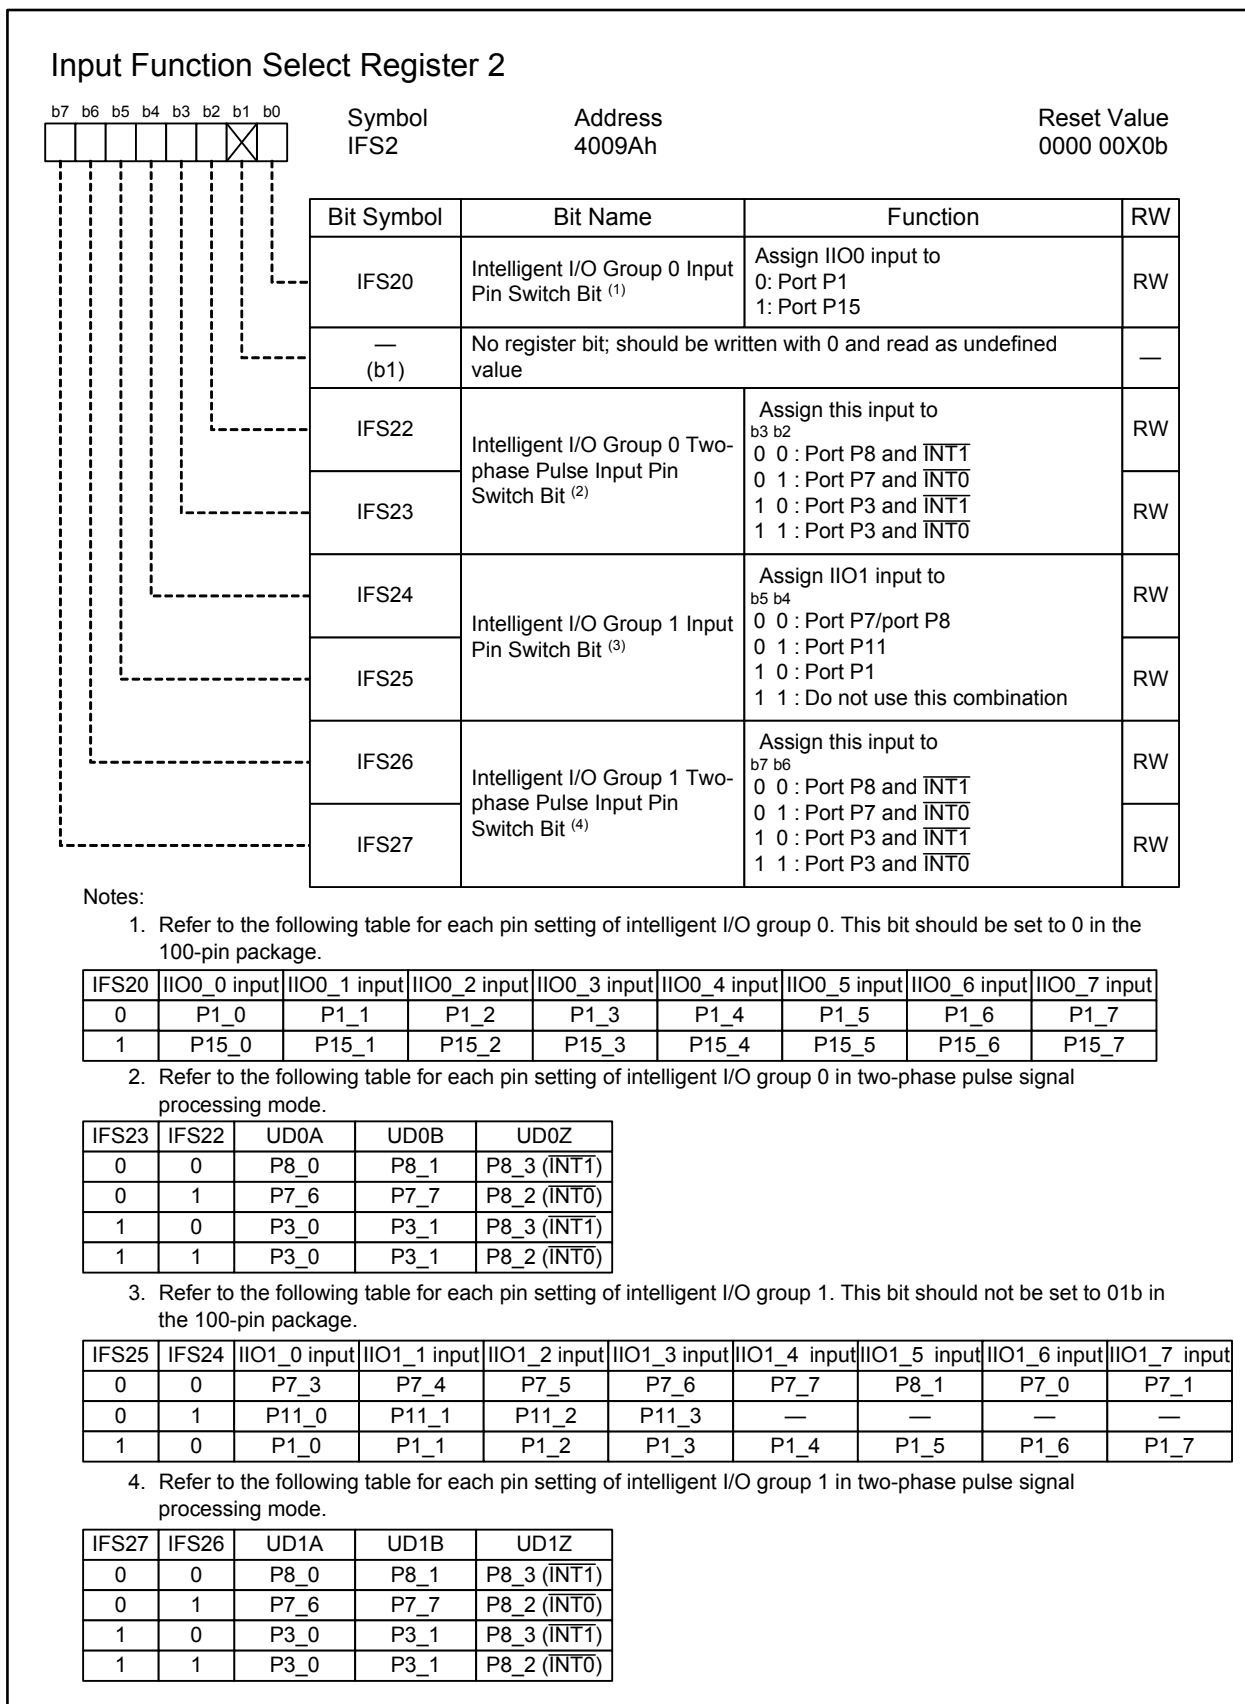 Input Function Select Register 2
b7 b6 b5 b4 b3 b2 b1 b0
Symbol Address Reset Value
IFS2 4009Ah 0000 00X0b
Bit Symbol Bit Name Function RW
IFS20 Intelligent I/O Group 0 Input Pin Switch Bit (1) Assign IIO0 input to RW
0: Port P1
1: Port P15
— (b1) No register bit; should be written with 0 and read as undefined —
value
IFS22 RW
IFS23 RW
Intelligent I/O Group 0 Two-
phase Pulse Input Pin
Switch Bit (2)
Assign this input to
b3 b2
0 0 : Port P8 and INT1
0 1 : Port P7 and INT0
1 0 : Port P3 and INT1
1 1 : Port P3 and INT0
IFS24 RW
IFS25 RW
Intelligent I/O Group 1 Input
Pin Switch Bit (3)
Assign IIO1 input to
b5 b4
0 0 : Port P7/port P8
0 1 : Port P11
1 0 : Port P1
1 1 : Do not use this combination
IFS26 RW
IFS27 RW
Intelligent I/O Group 1 Two-
phase Pulse Input Pin
Switch Bit (4)
Assign this input to
b7 b6
0 0 : Port P8 and INT1
0 1 : Port P7 and INT0
1 0 : Port P3 and INT1
1 1 : Port P3 and INT0
Notes:
1. Refer to the following table for each pin setting of intelligent I/O group 0. This bit should be set to 0 in the
100-pin package.
IFS20 IIO0_0 input IIO0_1 input IIO0_2 input IIO0_3 input IIO0_4 input IIO0_5 input IIO0_6 input IIO0_7 input
0 P1_0 P1_1 P1_2 P1_3 P1_4 P1_5 P1_6 P1_7
1 P15_0 P15_1 P15_2 P15_3 P15_4 P15_5 P15_6 P15_7
2. Refer to the following table for each pin setting of intelligent I/O group 0 in two-phase pulse signal
processing mode.
IFS23 IFS22 UD0A UD0B UD0Z
0 0 P8_0 P8_1 P8_3 (INT1)
0 1 P7_6 P7_7 P8_2 (INT0)
1 0 P3_0 P3_1 P8_3 (INT1)
1 1 P3_0 P3_1 P8_2 (INT0)
3. Refer to the following table for each pin setting of intelligent I/O group 1. This bit should not be set to 01b in
the 100-pin package.
IFS25 IFS24 IIO1_0 input IIO1_1 input IIO1_2 input IIO1_3 input IIO1_4 input IIO1_5 input IIO1_6 input IIO1_7 input
0 0 P7_3 P7_4 P7_5 P7_6 P7_7 P8_1 P7_0 P7_1
0 1 P11_0 P11_1 P11_2 P11_3 — — — —
1 0 P1_0 P1_1 P1_2 P1_3 P1_4 P1_5 P1_6 P1_7
4. Refer to the following table for each pin setting of intelligent I/O group 1 in two-phase pulse signal
processing mode.
IFS27 IFS26 UD1A UD1B UD1Z
0 0 P8_0 P8_1 P8_3 (INT1)
0 1 P7_6 P7_7 P8_2 (INT0)
1 0 P3_0 P3_1 P8_3 (INT1)
1 1 P3_0 P3_1 P8_2 (INT0)